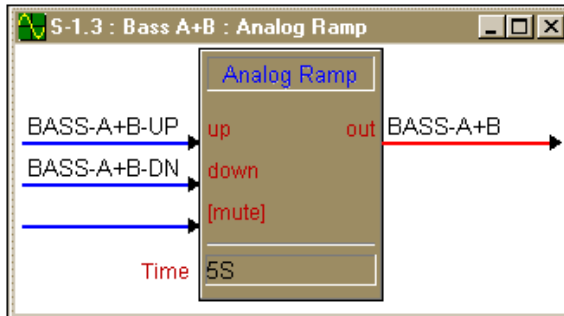 S-1.3 : Bass A+B : Analog Ramp
Analog Ramp
BASS-A+B-UP up out BASS-A+B
BASS-A+B-DN down
[mute]
Time 5S